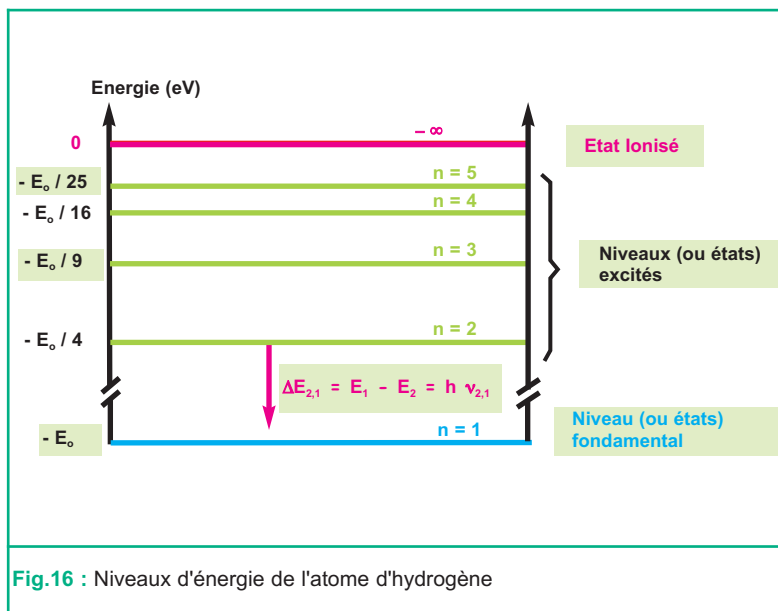 Energie (eV)
0
– ∞
Etat Ionisé
- Eo / 25
n = 5
- Eo / 16
n = 4
- Eo / 9
n = 3
Niveaux (ou états)
excités
- Eo / 4
n = 2
ΔE2,1 = E1 – E2 = h ν2,1
- Eo
n = 1
Niveau (ou états)
fondamental
Fig.16 : Niveaux d'énergie de l'atome d'hydrogène